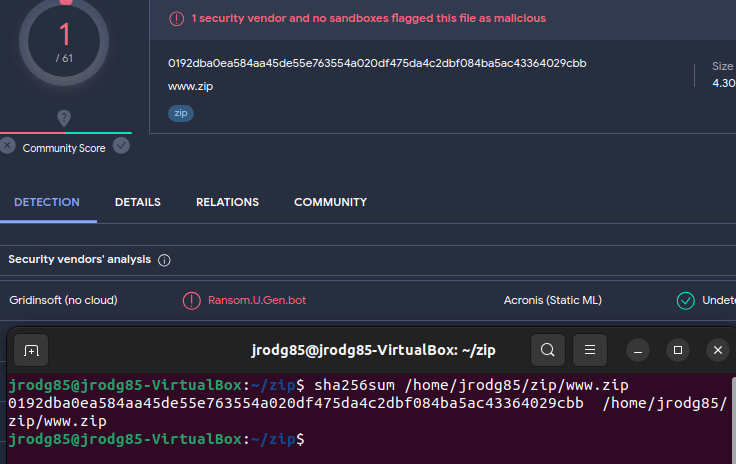 1 security vendor and no sandboxes flagged this file as malicious
1
/ 61
0192dba0ea584aa45de55e763554a020df475da4c2dbf084ba5ac43364029cbb
Size
www.zip
4.30
zip
?
Community Score
DETECTION DETAILS RELATIONS COMMUNITY
Security vendors' analysis
Gridinsoft (no cloud) Ransom.U.Gen.bot Acronis (Static ML) Undete
jrodg85@jrodg85-VirtualBox: ~/zip
jrodg85@jrodg85-VirtualBox:~/zip$ sha256sum /home/jrodg85/zip/www.zip
0192dba0ea584aa45de55e763554a020df475da4c2dbf084ba5ac43364029cbb  /home/jrodg85/
zip/www.zip
jrodg85@jrodg85-VirtualBox:~/zip$